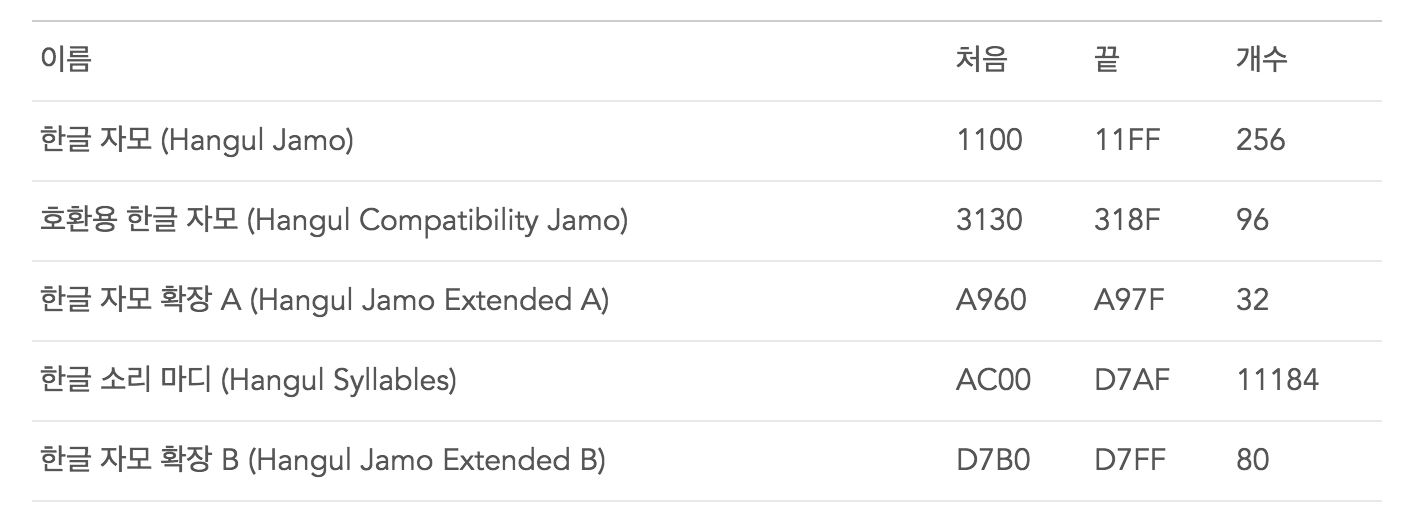 이름 처음 끝 개수
한글 자모 (Hangul Jamo) 1100 11FF 256
호환용 한글 자모 (Hangul Compatibility Jamo) 3130 318F 96
한글 자모 확장 A (Hangul Jamo Extended A) A960 A97F 32
한글 소리 마디 (Hangul Syllables) AC00 D7AF 11184
한글 자모 확장 B (Hangul Jamo Extended B) D7B0 D7FF 80